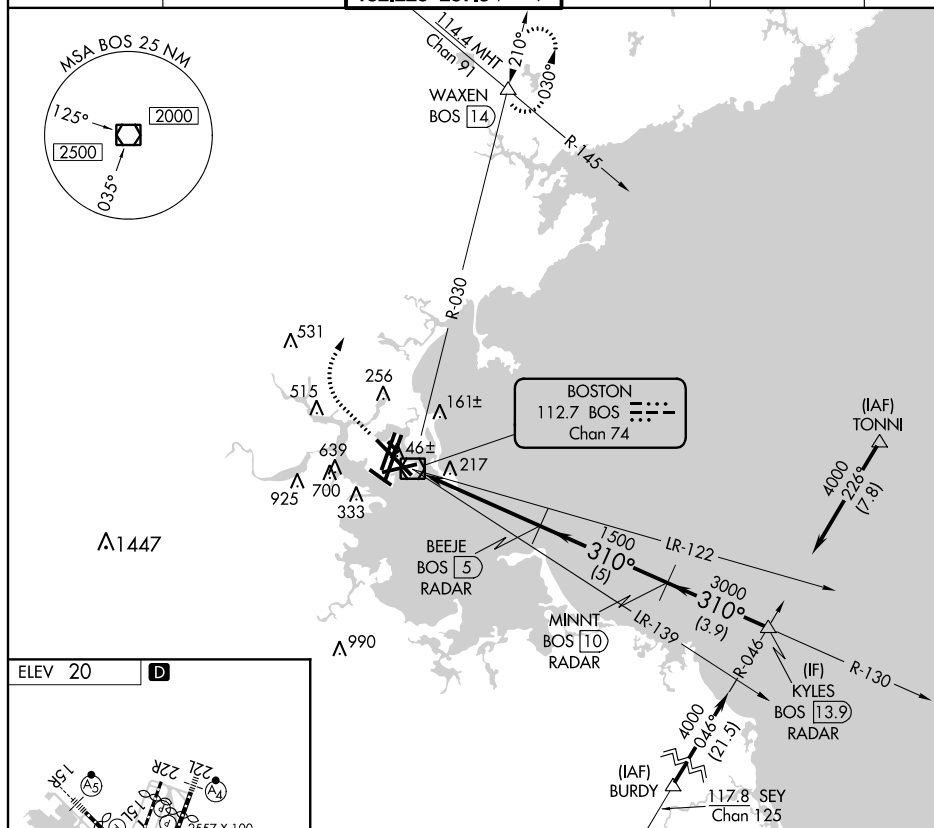 MSA BOS 25 NM
125°
2000
2500
035°
114.4 MHT
Chan 91
210°
030°
WAXEN
BOS 14
R-145
R-030
531
515
256
161±
BOSTON
112.7 BOS
Chan 74
(IAF)
TONNI
4000
226°
(7.8)
46±
639
217
925
700
333
1447
BEEJE
BOS 5
RADAR
1500
310°
(5)
LR-122
3000
310°
(3.9)
MINNT
BOS 10
RADAR
LR-139
R-046
R-130
(IF)
KYLES
BOS 13.9
RADAR
990
4000
046°
(21.5)
(IAF)
BURDY
117.8 SEY
Chan 125
ELEV 20
D
15R
A5
15L
22R
22L
A4
P
P